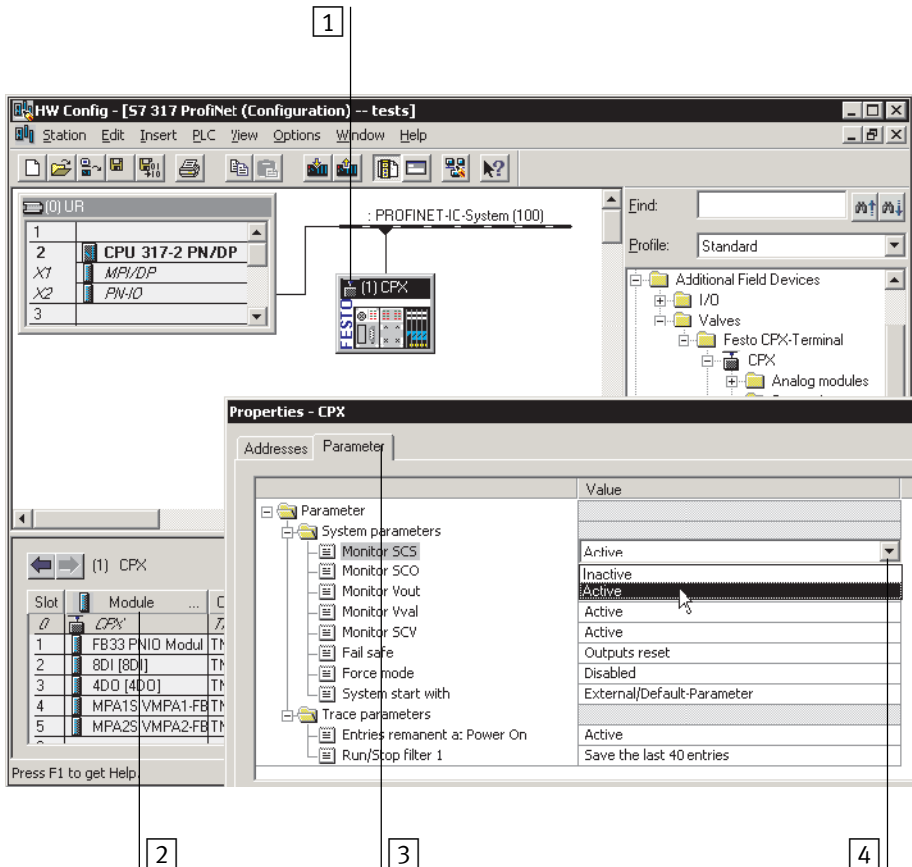 1
HW Config - [S7 317 ProfiNet (Configuration) -- tests]
Station Edit Insert PLC View Options Window Help
(0) UR
1
2 CPU 317-2 PN/DP
X1 MPI/DP
X2 PN-IO
3
: PROFINET-IC-System (100)
(1) CPX
FESTO
Find:
Profile: Standard
Additional Field Devices
I/O
Valves
Festo CPX-Terminal
CPX
Analog modules
Properties - CPX
Addresses Parameter
Value
Parameter
System parameters
Monitor SCS Active
Inactive
Monitor SCO Active
Monitor Vout
Monitor Vval Active
Monitor SCV Active
Fail safe Outputs reset
Force mode Disabled
System start with External/Default-Parameter
Trace parameters
Entries remanent a: Power On Active
Run/Stop filter 1 Save the last 40 entries
(1) CPX
Slot Module ...
0 CPX
1 FB33 PNIO Modul TN
2 8DI [8DI] TN
3 4DO [4DO] TN
4 MPA1S VMPA1-FB TN
5 MPA2S VMPA2-FB TN
Press F1 to get Help.
2
3
4